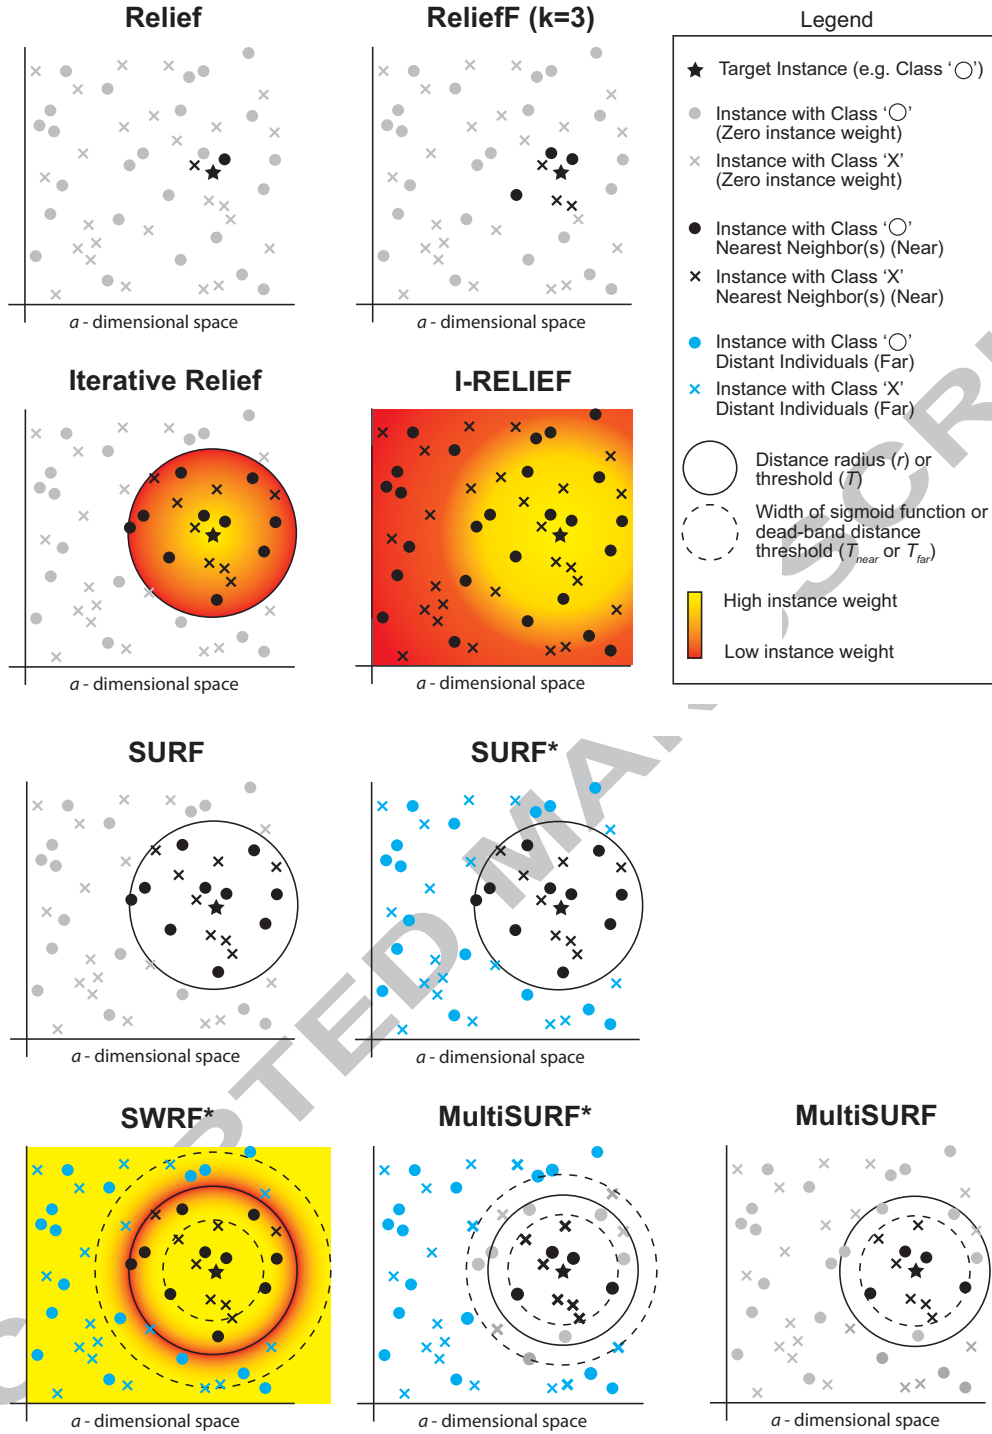 Relief
ReliefF (k=3)
Legend
Target Instance (e.g. Class ‘◯’)
Instance with Class ‘◯’
(Zero instance weight)
Instance with Class ‘X’
(Zero instance weight)
Instance with Class ‘◯’
Nearest Neighbor(s) (Near)
Instance with Class ‘X’
Nearest Neighbor(s) (Near)
Instance with Class ‘◯’
Distant Individuals (Far)
Instance with Class ‘X’
Distant Individuals (Far)
Distance radius (r) or
threshold (T)
Width of sigmoid function or
dead-band distance
threshold (Tnear or Tfar)
High instance weight
Low instance weight
a - dimensional space
a - dimensional space
Iterative Relief
I-RELIEF
a - dimensional space
a - dimensional space
SURF
SURF*
a - dimensional space
a - dimensional space
SWRF*
MultiSURF*
MultiSURF
a - dimensional space
a - dimensional space
a - dimensional space